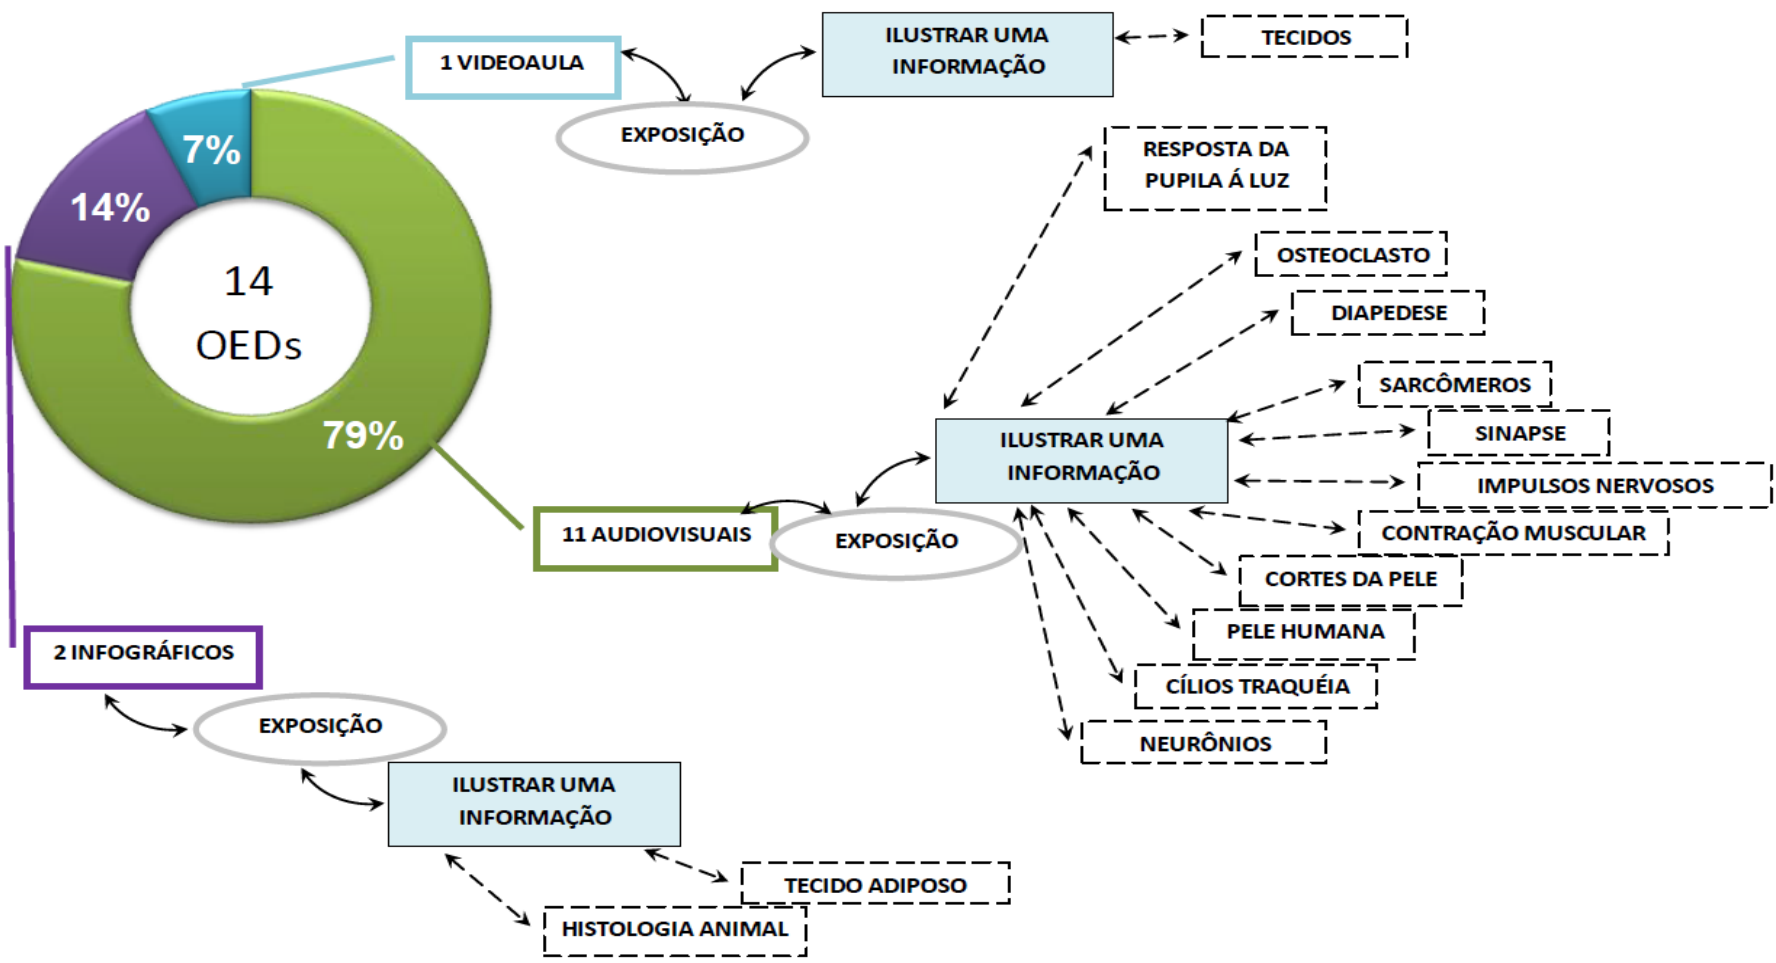 1 VIDEOAULA
EXPOSIÇÃO
ILUSTRAR UMA
INFORMAÇÃO
TECIDOS
7%
14%
79%
14
OEDs
11 AUDIOVISUAIS
EXPOSIÇÃO
ILUSTRAR UMA
INFORMAÇÃO
RESPOSTA DA
PUPILA Á LUZ
OSTEOCLASTO
DIAPEDESE
SARCÔMEROS
SINAPSE
IMPULSOS NERVOSOS
CONTRAÇÃO MUSCULAR
CORTES DA PELE
PELE HUMANA
CÍLIOS TRAQUÉIA
NEURÔNIOS
2 INFOGRÁFICOS
EXPOSIÇÃO
ILUSTRAR UMA
INFORMAÇÃO
TECIDO ADIPOSO
HISTOLOGIA ANIMAL